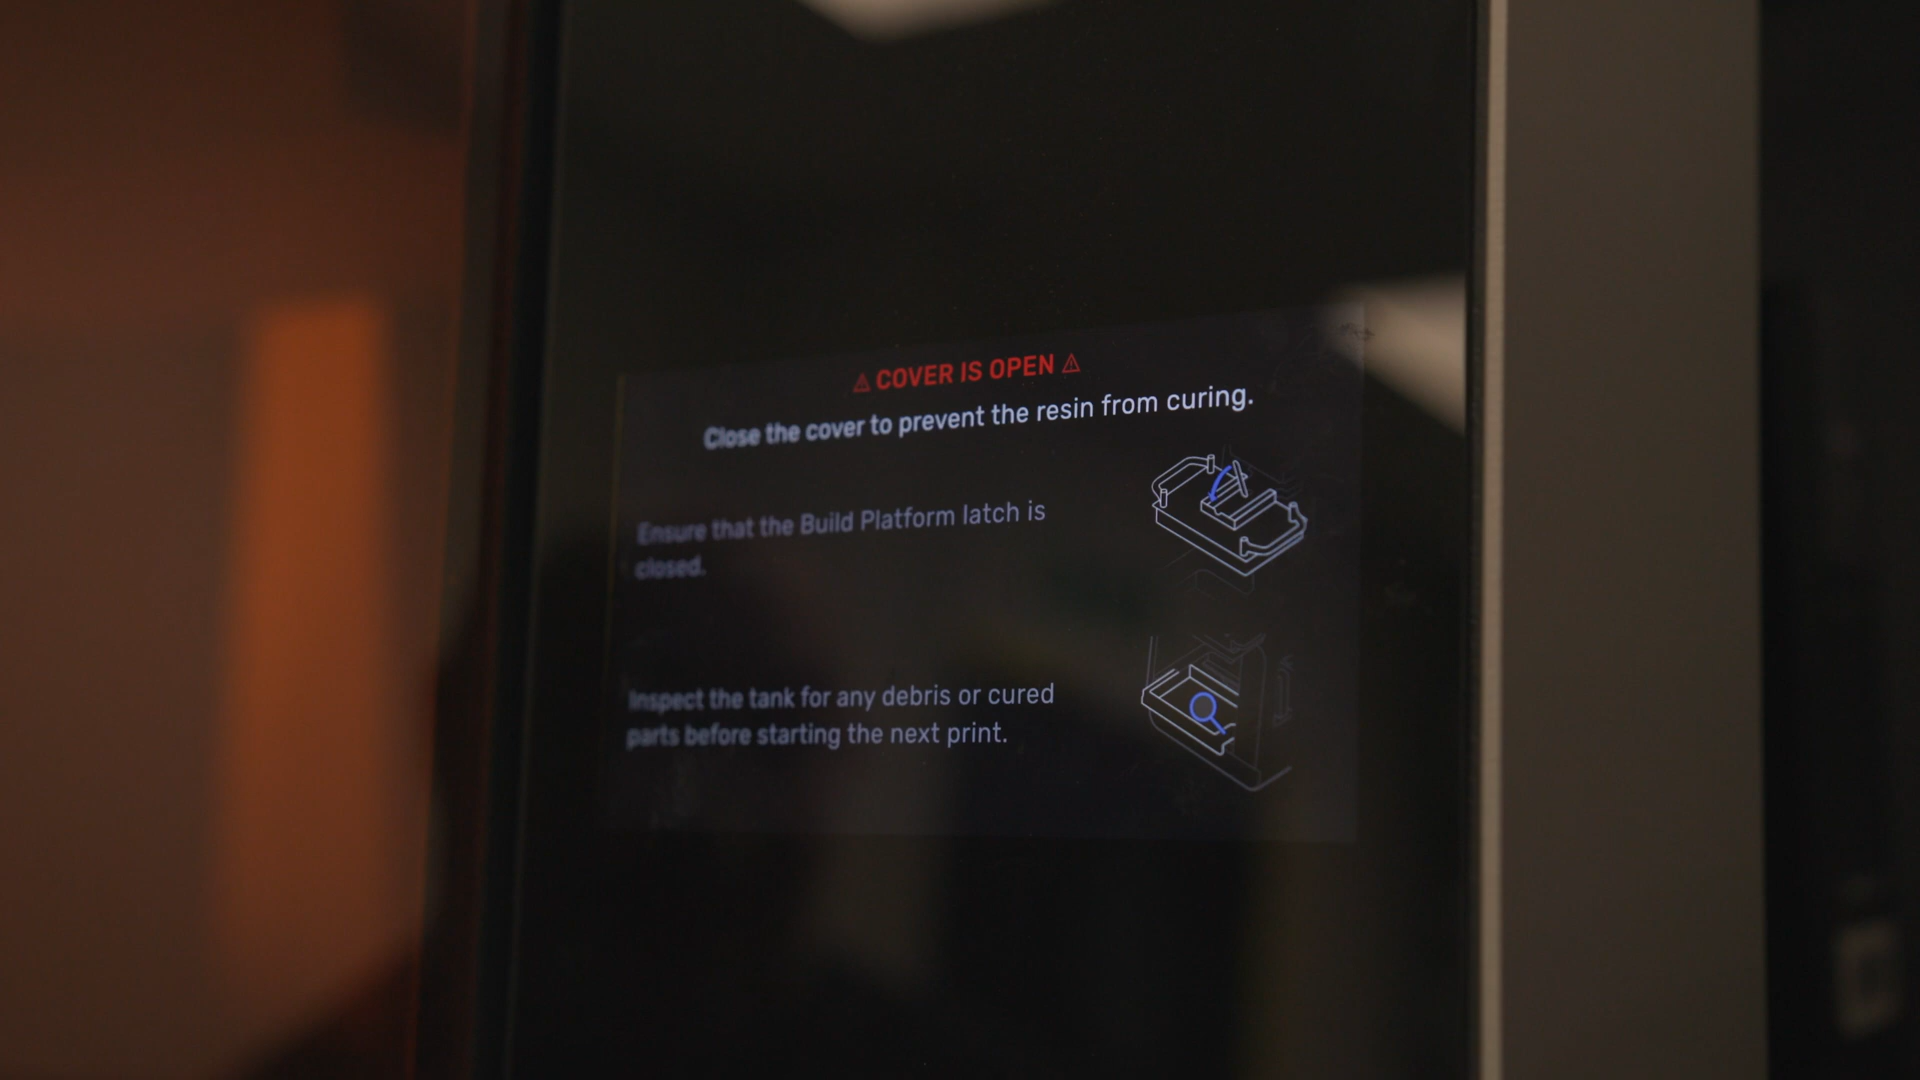 ⚠ COVER IS OPEN ⚠
Close the cover to prevent the resin from curing.
Ensure that the Build Platform latch is
closed.
Inspect the tank for any debris or cured
parts before starting the next print.